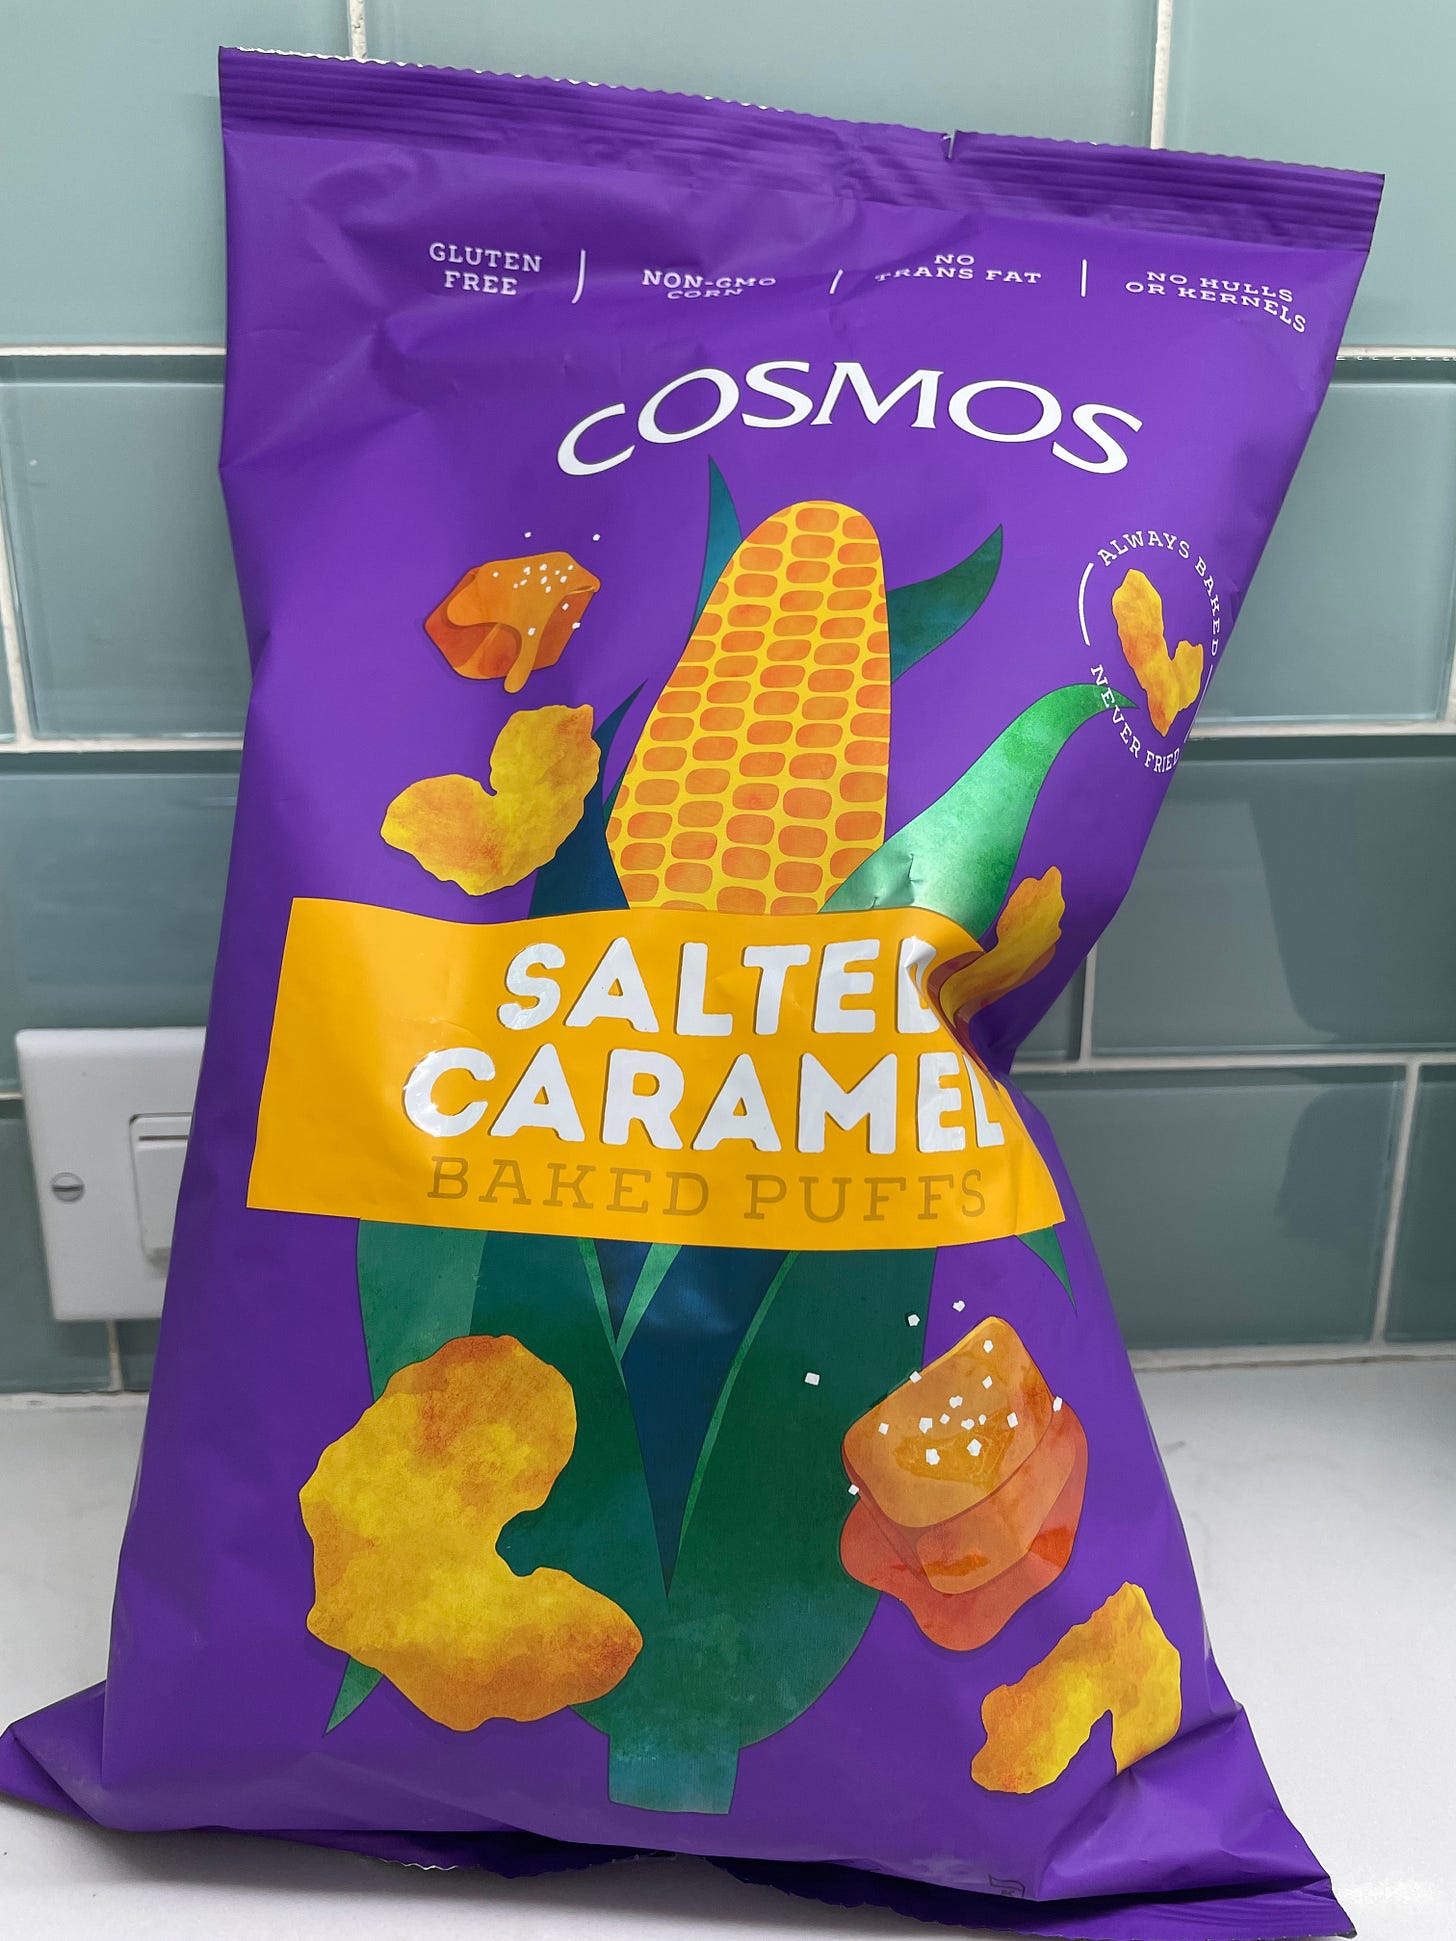 GLUTEN
FREE
NON-GMO
CORN
NO
TRANS FAT
NO HULLS
OR KERNELS
COSMOS
ALWAYS BAKED
NEVER FRIED
SALTED
CARAMEL
BAKED PUFFS